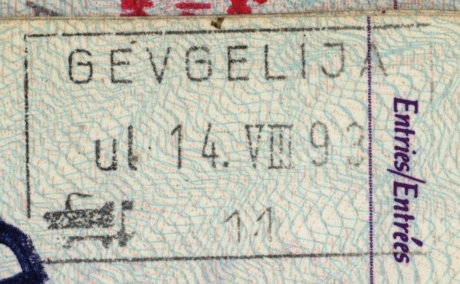 GEVGELIJA
ul 14. VIII 93
11
Entries/Entrées